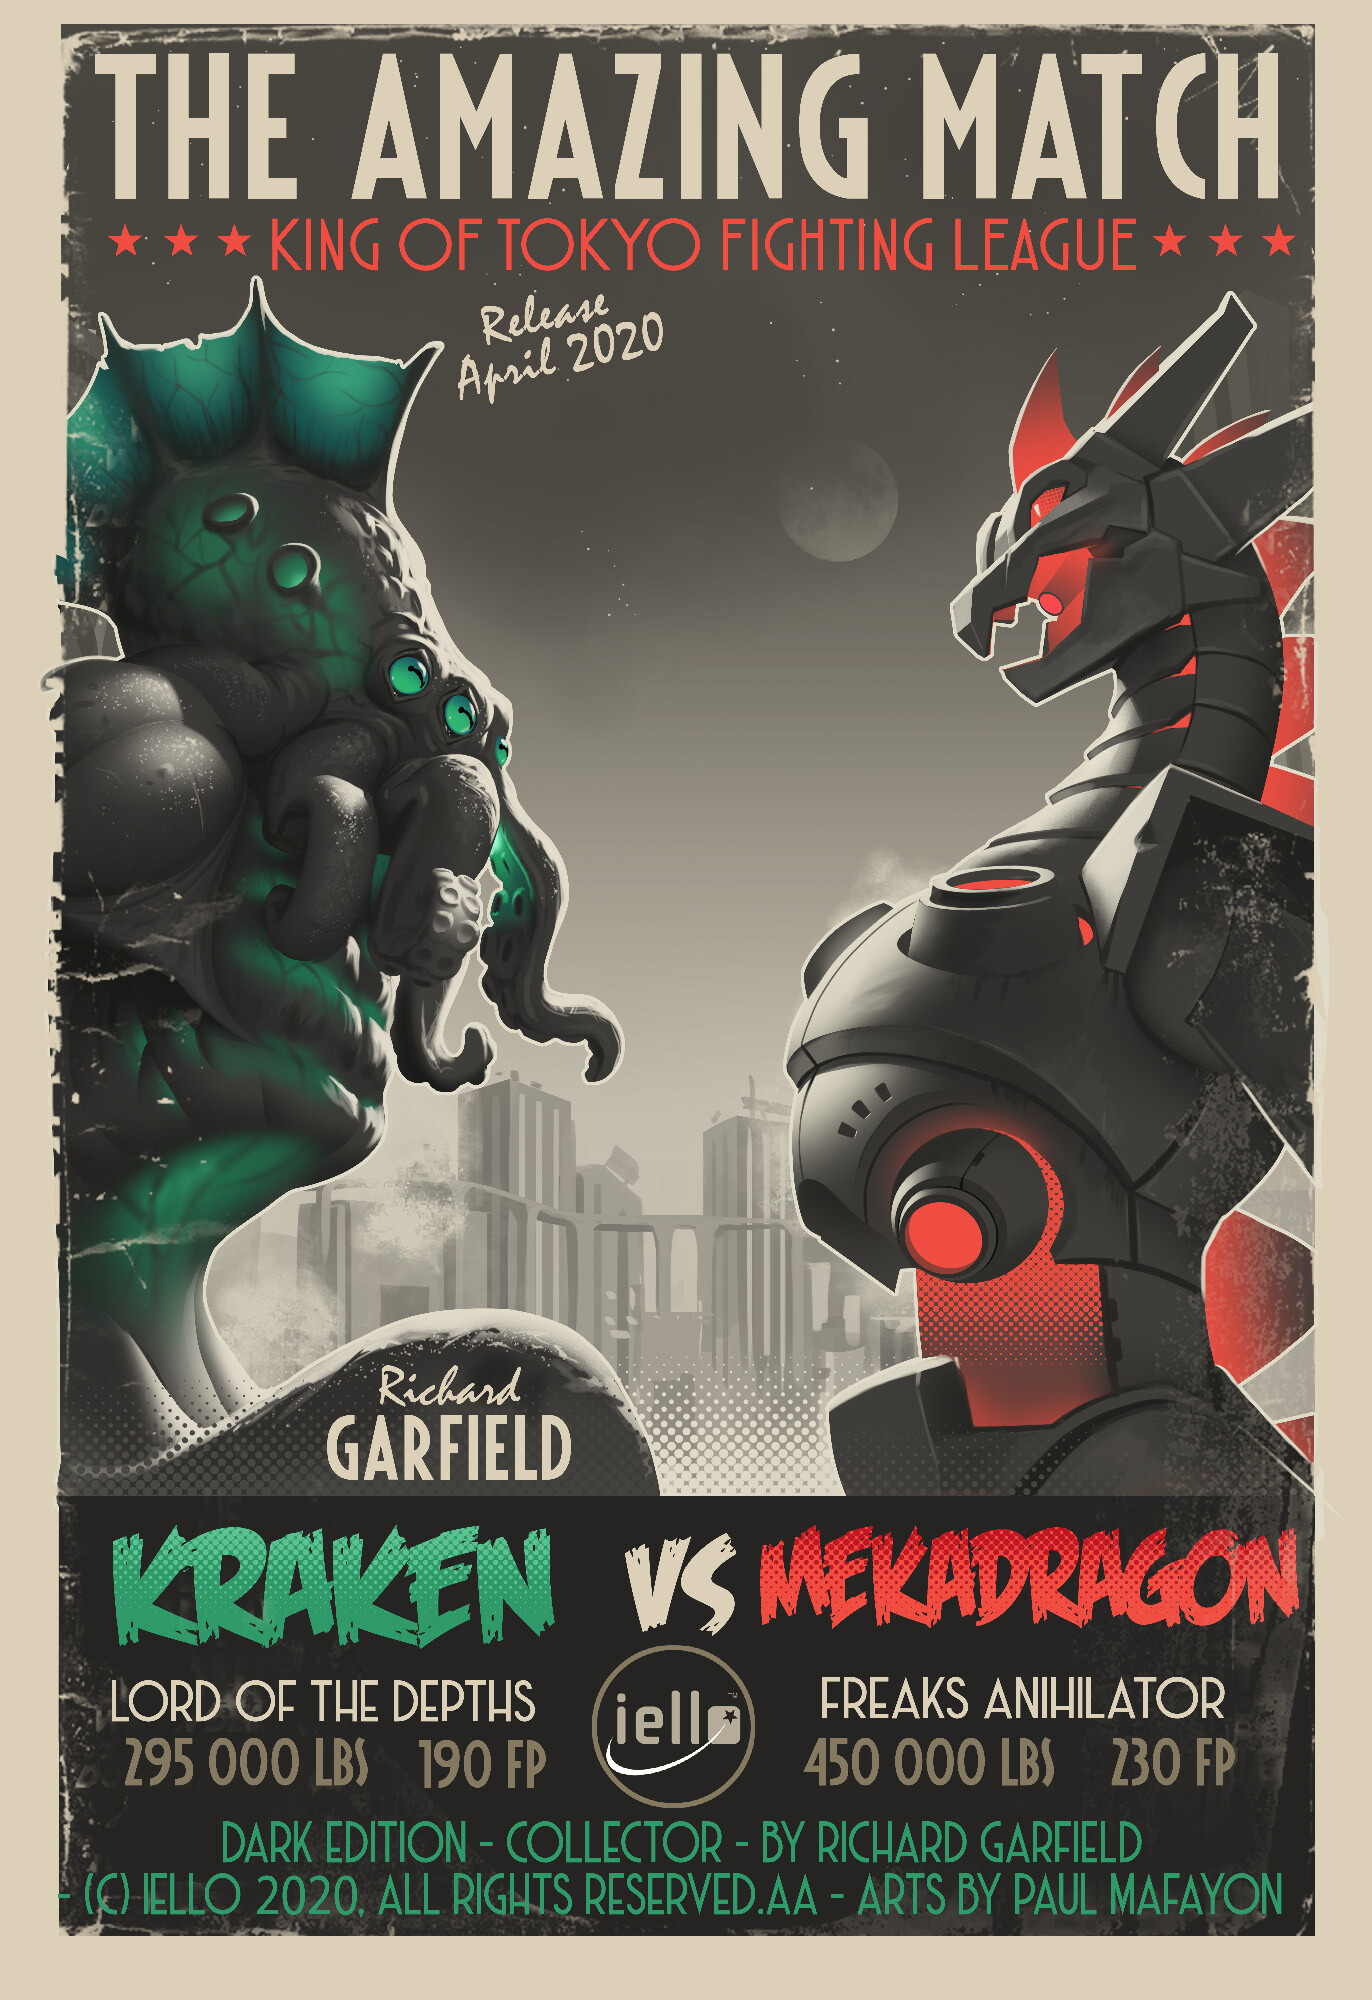 THE AMAZING MATCH
KING OF TOKYO FIGHTING LEAGUE
Release
April 2020
Richard
GARFIELD
KRAKEN VS MEKADRAGON
LORD OF THE DEPTHS
295 000 LBS 190 FP
iello
TM
FREAKS ANIHILATOR
450 000 LBS 230 FP
DARK EDITION - COLLECTOR - BY RICHARD GARFIELD
- (C) IELLO 2020, ALL RIGHTS RESERVED.AA - ARTS BY PAUL MAFAYON